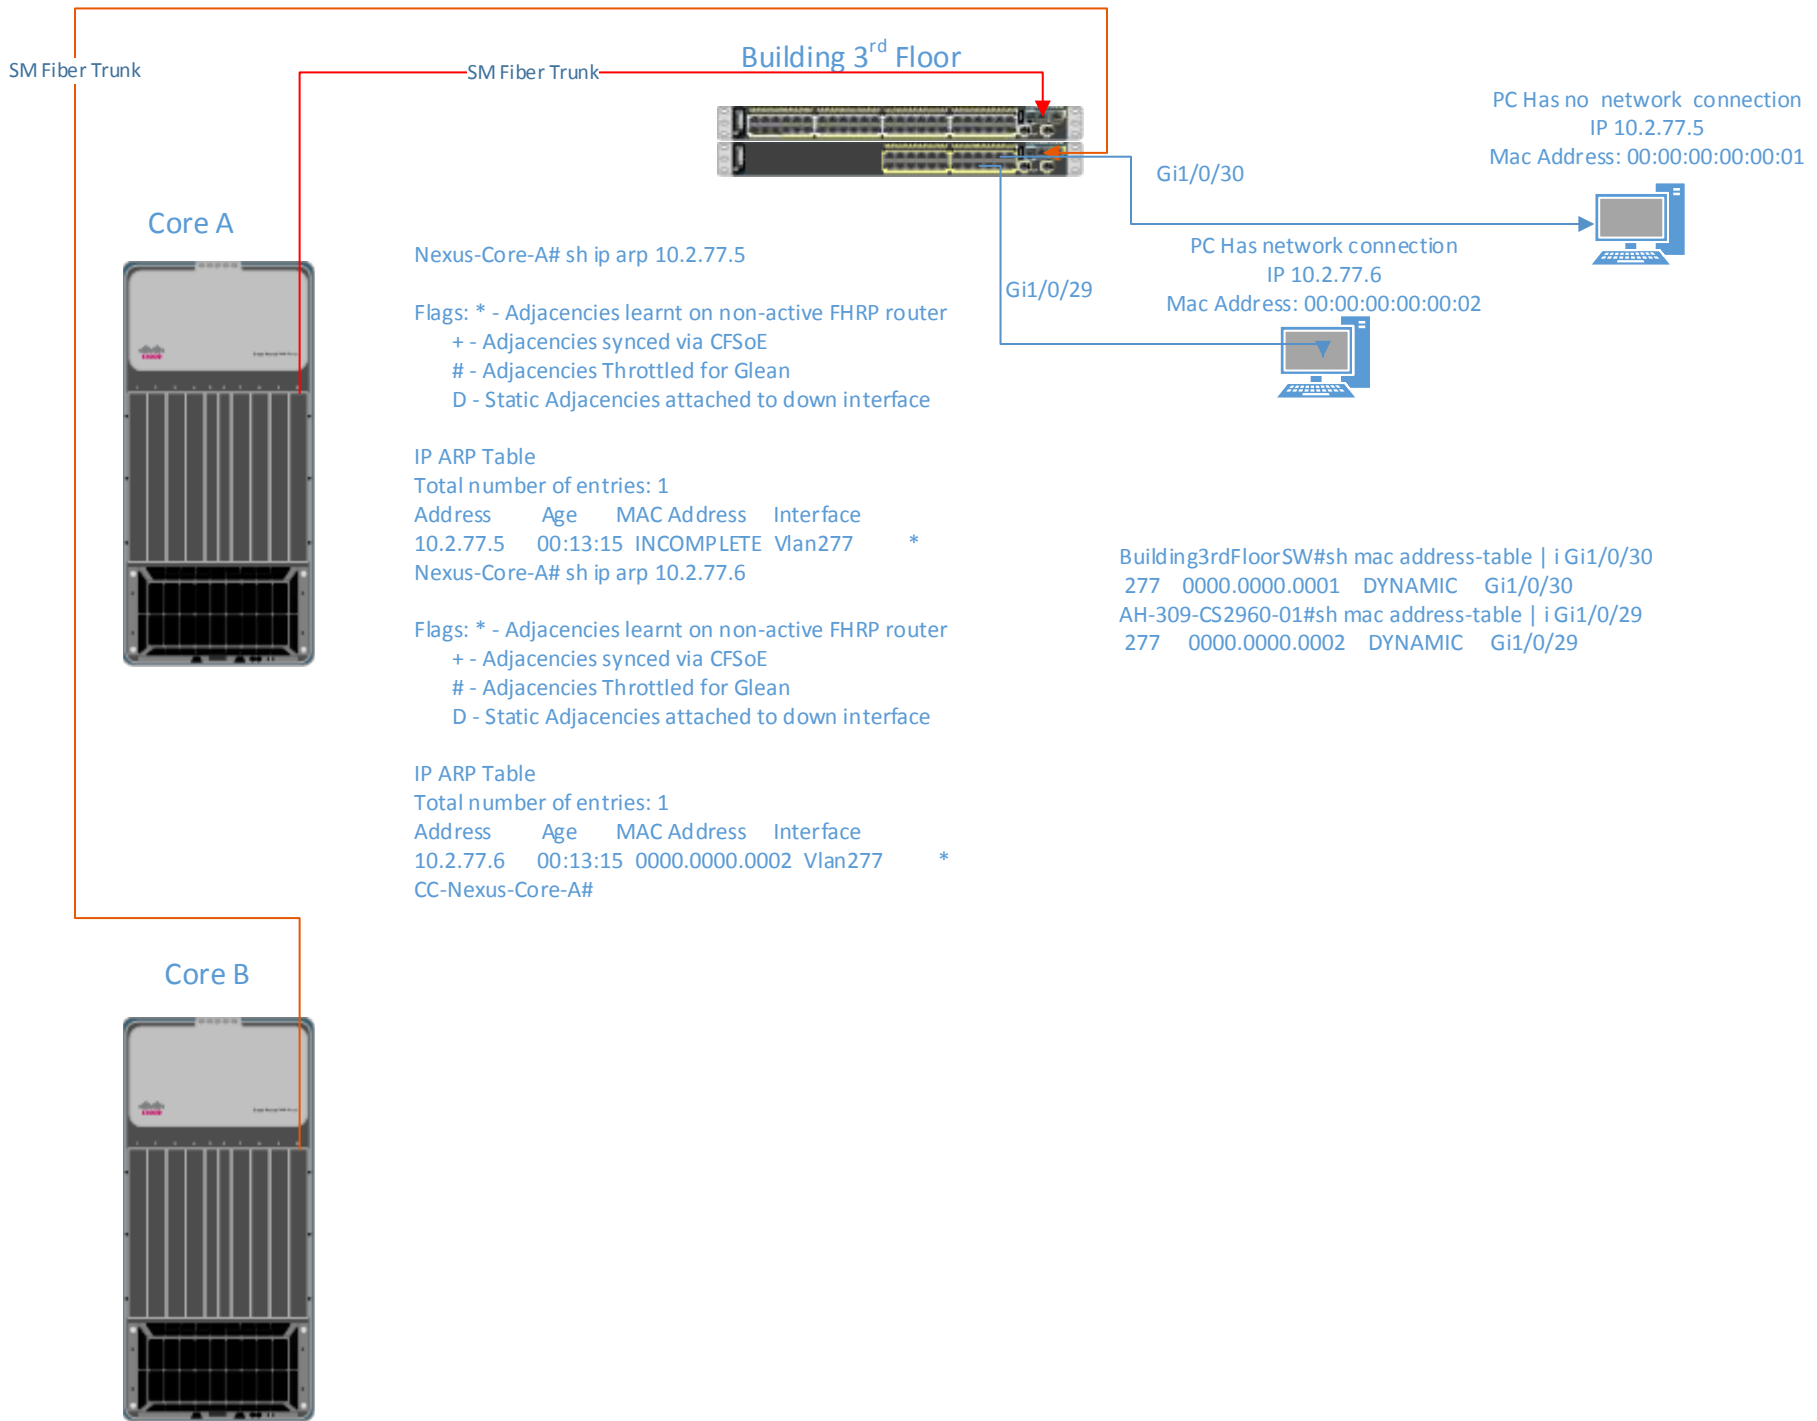 SM Fiber Trunk
SM Fiber Trunk
Building 3rd Floor
PC Has no network connection
IP 10.2.77.5
Mac Address: 00:00:00:00:00:01
Gi1/0/30
PC Has network connection
IP 10.2.77.6
Mac Address: 00:00:00:00:00:02
Gi1/0/29
Core A
Nexus-Core-A# sh ip arp 10.2.77.5
Flags: * - Adjacencies learnt on non-active FHRP router
+ - Adjacencies synced via CFSoE
# - Adjacencies Throttled for Glean
D - Static Adjacencies attached to down interface
IP ARP Table
Total number of entries: 1
Address Age MAC Address Interface
10.2.77.5 00:13:15 INCOMPLETE Vlan277 *
Nexus-Core-A# sh ip arp 10.2.77.6
Flags: * - Adjacencies learnt on non-active FHRP router
+ - Adjacencies synced via CFSoE
# - Adjacencies Throttled for Glean
D - Static Adjacencies attached to down interface
IP ARP Table
Total number of entries: 1
Address Age MAC Address Interface
10.2.77.6 00:13:15 0000.0000.0002 Vlan277 *
CC-Nexus-Core-A#
Building3rdFloorSW#sh mac address-table | i Gi1/0/30
277 0000.0000.0001 DYNAMIC Gi1/0/30
AH-309-CS2960-01#sh mac address-table | i Gi1/0/29
277 0000.0000.0002 DYNAMIC Gi1/0/29
Core B